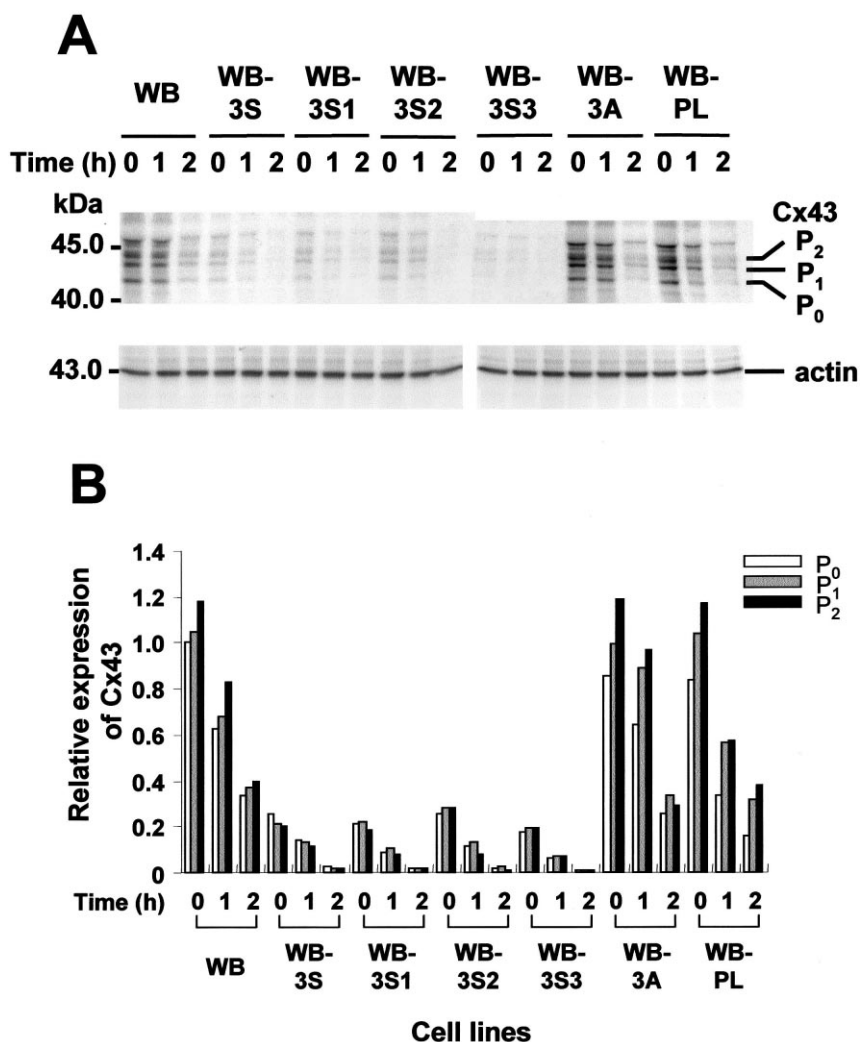 A
WB WB-3S WB-3S1 WB-3S2 WB-3S3 WB-3A WB-PL
Time (h) 0 1 2 0 1 2 0 1 2 0 1 2 0 1 2 0 1 2 0 1 2
kDa
Cx43
45.0
P2
P1
40.0
P0
43.0
actin
B
Relative expression of Cx43
1.4
1.2
1.0
0.8
0.6
0.4
0.2
0
P0
P1
P2
Time (h) 0 1 2 0 1 2 0 1 2 0 1 2 0 1 2 0 1 2 0 1 2
WB WB-3S WB-3S1 WB-3S2 WB-3S3 WB-3A WB-PL
Cell lines